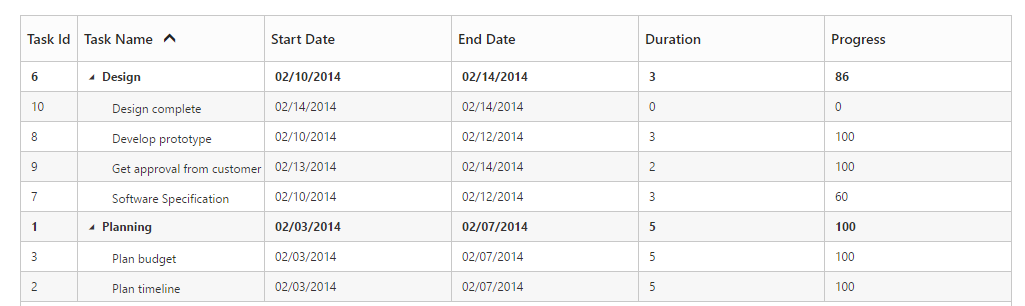 Task Id Task Name Start Date End Date Duration Progress
6 Design 02/10/2014 02/14/2014 3 86
10 Design complete 02/14/2014 02/14/2014 0 0
8 Develop prototype 02/10/2014 02/12/2014 3 100
9 Get approval from customer 02/13/2014 02/14/2014 2 100
7 Software Specification 02/10/2014 02/12/2014 3 60
1 Planning 02/03/2014 02/07/2014 5 100
3 Plan budget 02/03/2014 02/07/2014 5 100
2 Plan timeline 02/03/2014 02/07/2014 5 100